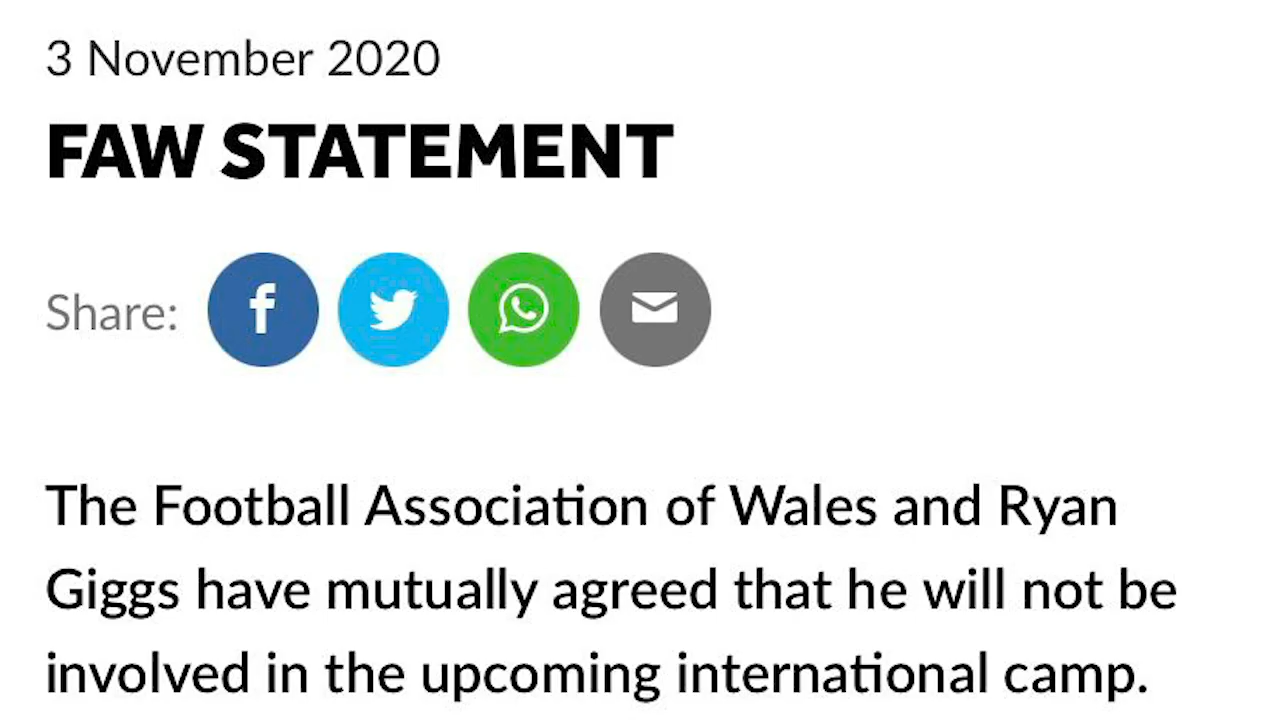 3 November 2020
FAW STATEMENT
Share:
The Football Association of Wales and Ryan
Giggs have mutually agreed that he will not be
involved in the upcoming international camp.